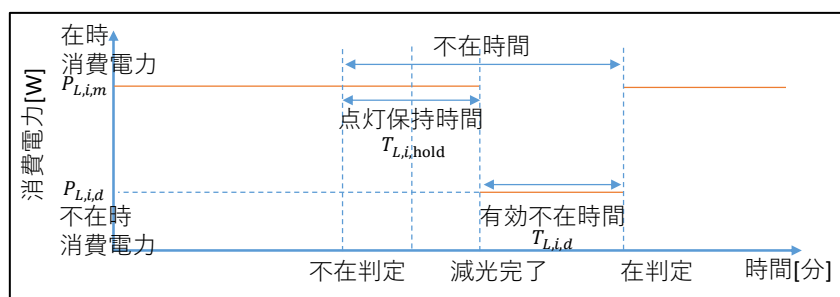 在時
消費電力
P_{L,i,m}
消費電力[W]
不在時間
点灯保持時間
T_{L,i,hold}
P_{L,i,d}
不在時
消費電力
有効不在時間
T_{L,i,d}
不在判定
減光完了
在判定
時間[分]